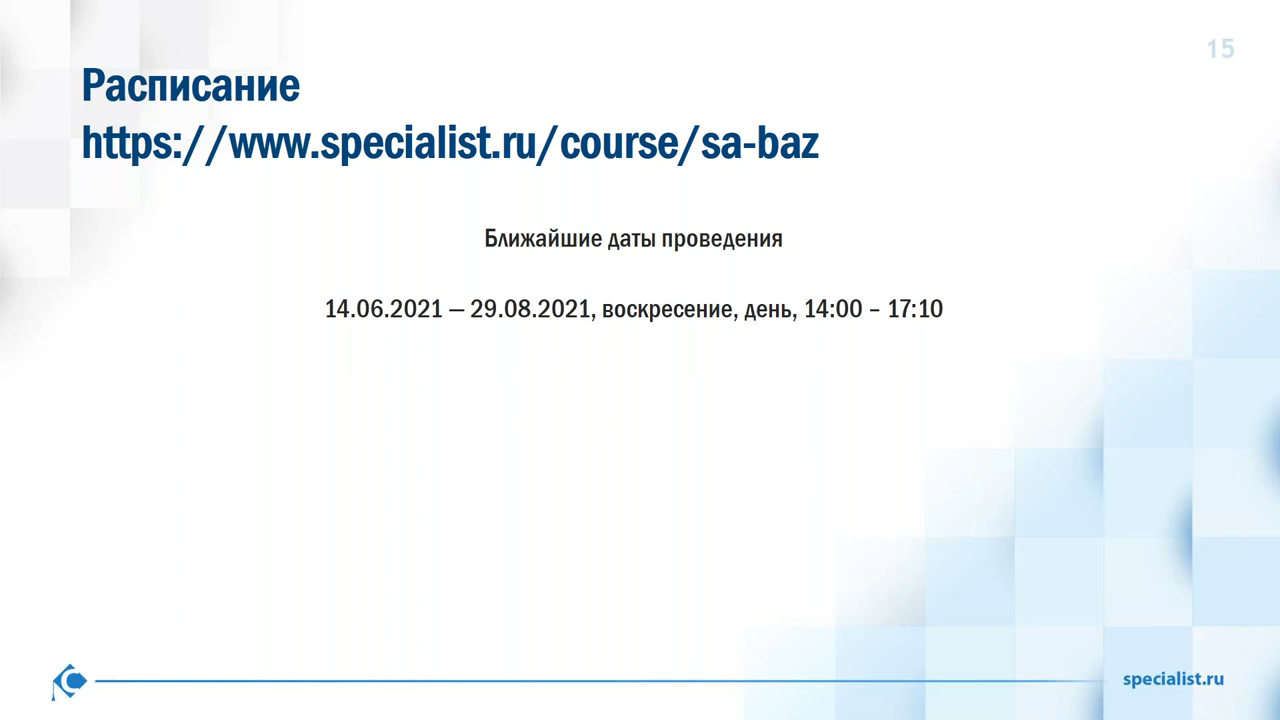 15
Расписание
https://www.specialist.ru/course/sa-baz
Ближайшие даты проведения
14.06.2021 — 29.08.2021, воскресение, день, 14:00 – 17:10
specialist.ru